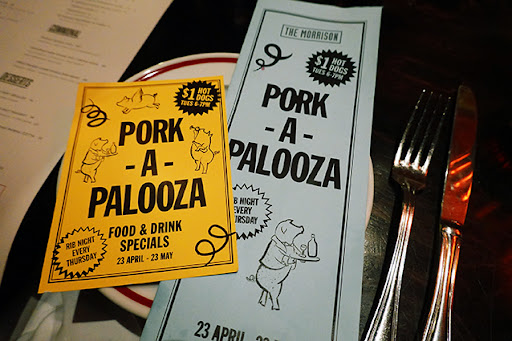 $1 HOT
DOGS
TUES 6-7PM
PORK
-A-
PALOOZA
FOOD & DRINK
SPECIALS
RIB NIGHT
EVERY
THURSDAY
23 APRIL - 23 MAY
THE MORRISON
$1 HOT
DOGS
TUES 6-7PM
PORK
-A-
PALOOZA
RIB NIGHT
EVERY
THURSDAY
23 APRIL